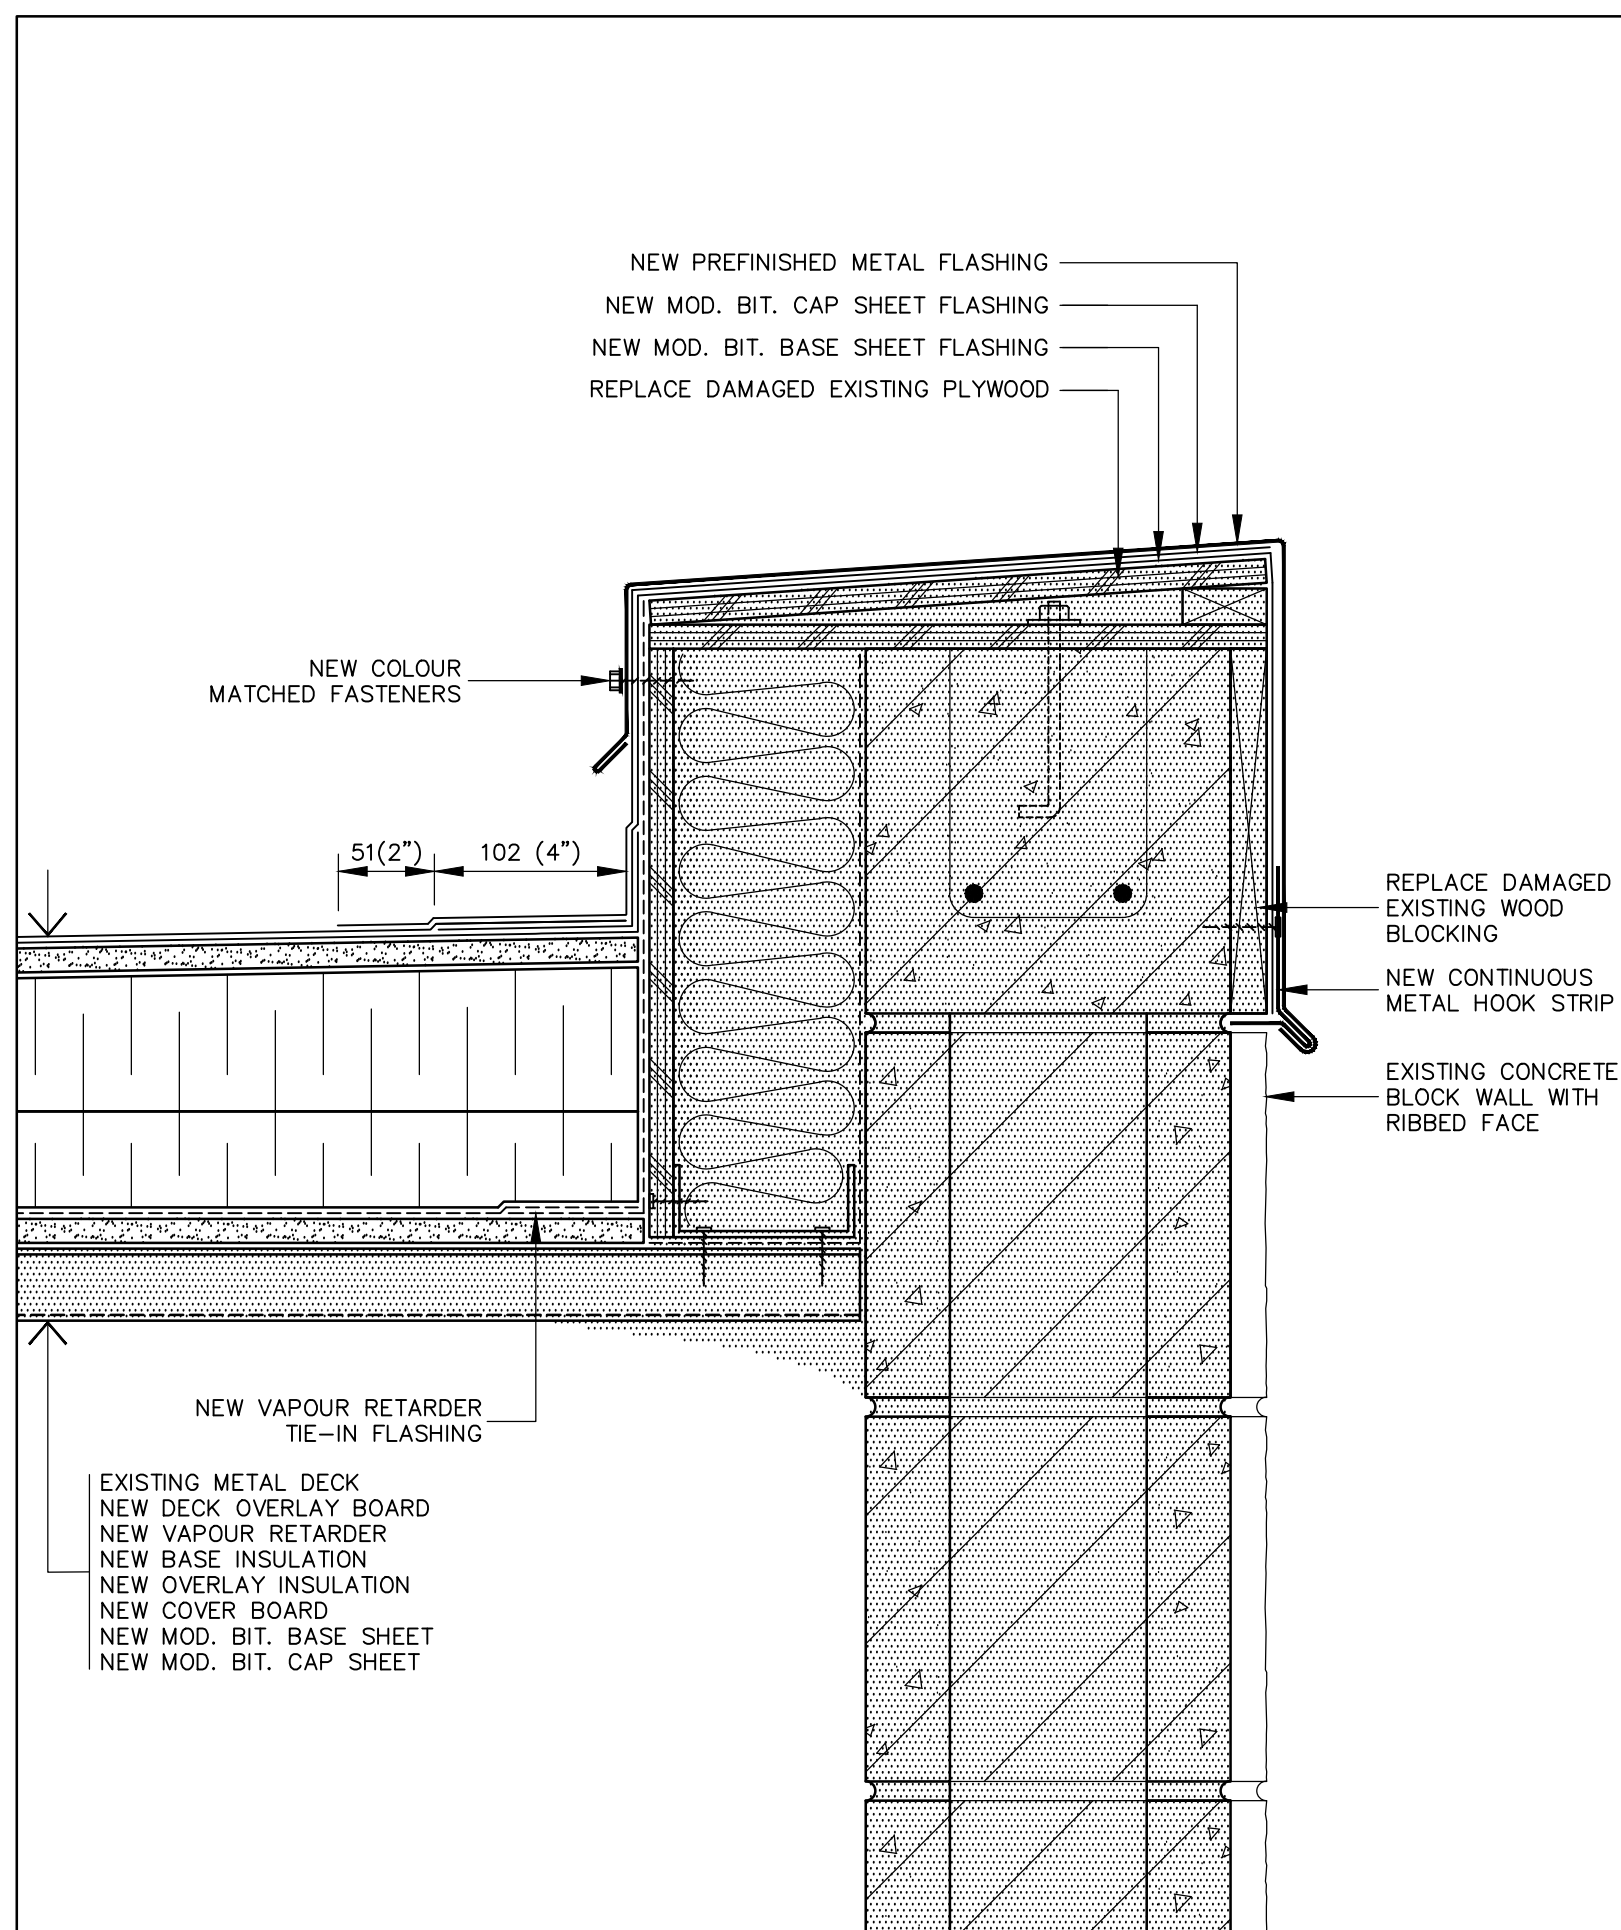 NEW PREFINISHED METAL FLASHING
NEW MOD. BIT. CAP SHEET FLASHING
NEW MOD. BIT. BASE SHEET FLASHING
REPLACE DAMAGED EXISTING PLYWOOD
NEW COLOUR
MATCHED FASTENERS
51(2")
102 (4")
REPLACE DAMAGED
EXISTING WOOD
BLOCKING
NEW CONTINUOUS
METAL HOOK STRIP
EXISTING CONCRETE
BLOCK WALL WITH
RIBBED FACE
NEW VAPOUR RETARDER
TIE-IN FLASHING
EXISTING METAL DECK
NEW DECK OVERLAY BOARD
NEW VAPOUR RETARDER
NEW BASE INSULATION
NEW OVERLAY INSULATION
NEW COVER BOARD
NEW MOD. BIT. BASE SHEET
NEW MOD. BIT. CAP SHEET